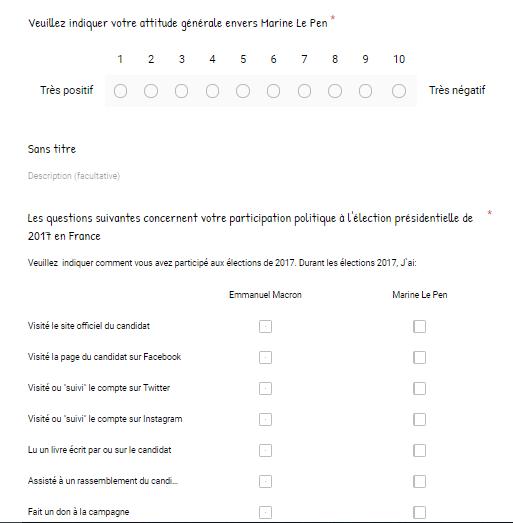 Veuillez indiquer votre attitude générale envers Marine Le Pen *
1 2 3 4 5 6 7 8 9 10
Très positif Très négatif
Sans titre
Description (facultative)
Les questions suivantes concernent votre participation politique à l'élection présidentielle de *
2017 en France
Veuillez indiquer comment vous avez participé aux élections de 2017. Durant les élections 2017, J'ai:
Emmanuel Macron Marine Le Pen
Visité le site officiel du candidat
Visité la page du candidat sur Facebook
Visité ou "suivi" le compte sur Twitter
Visité ou "suivi" le compte sur Instagram
Lu un livre écrit par ou sur le candidat
Assisté à un rassemblement du candi...
Fait un don à la campagne